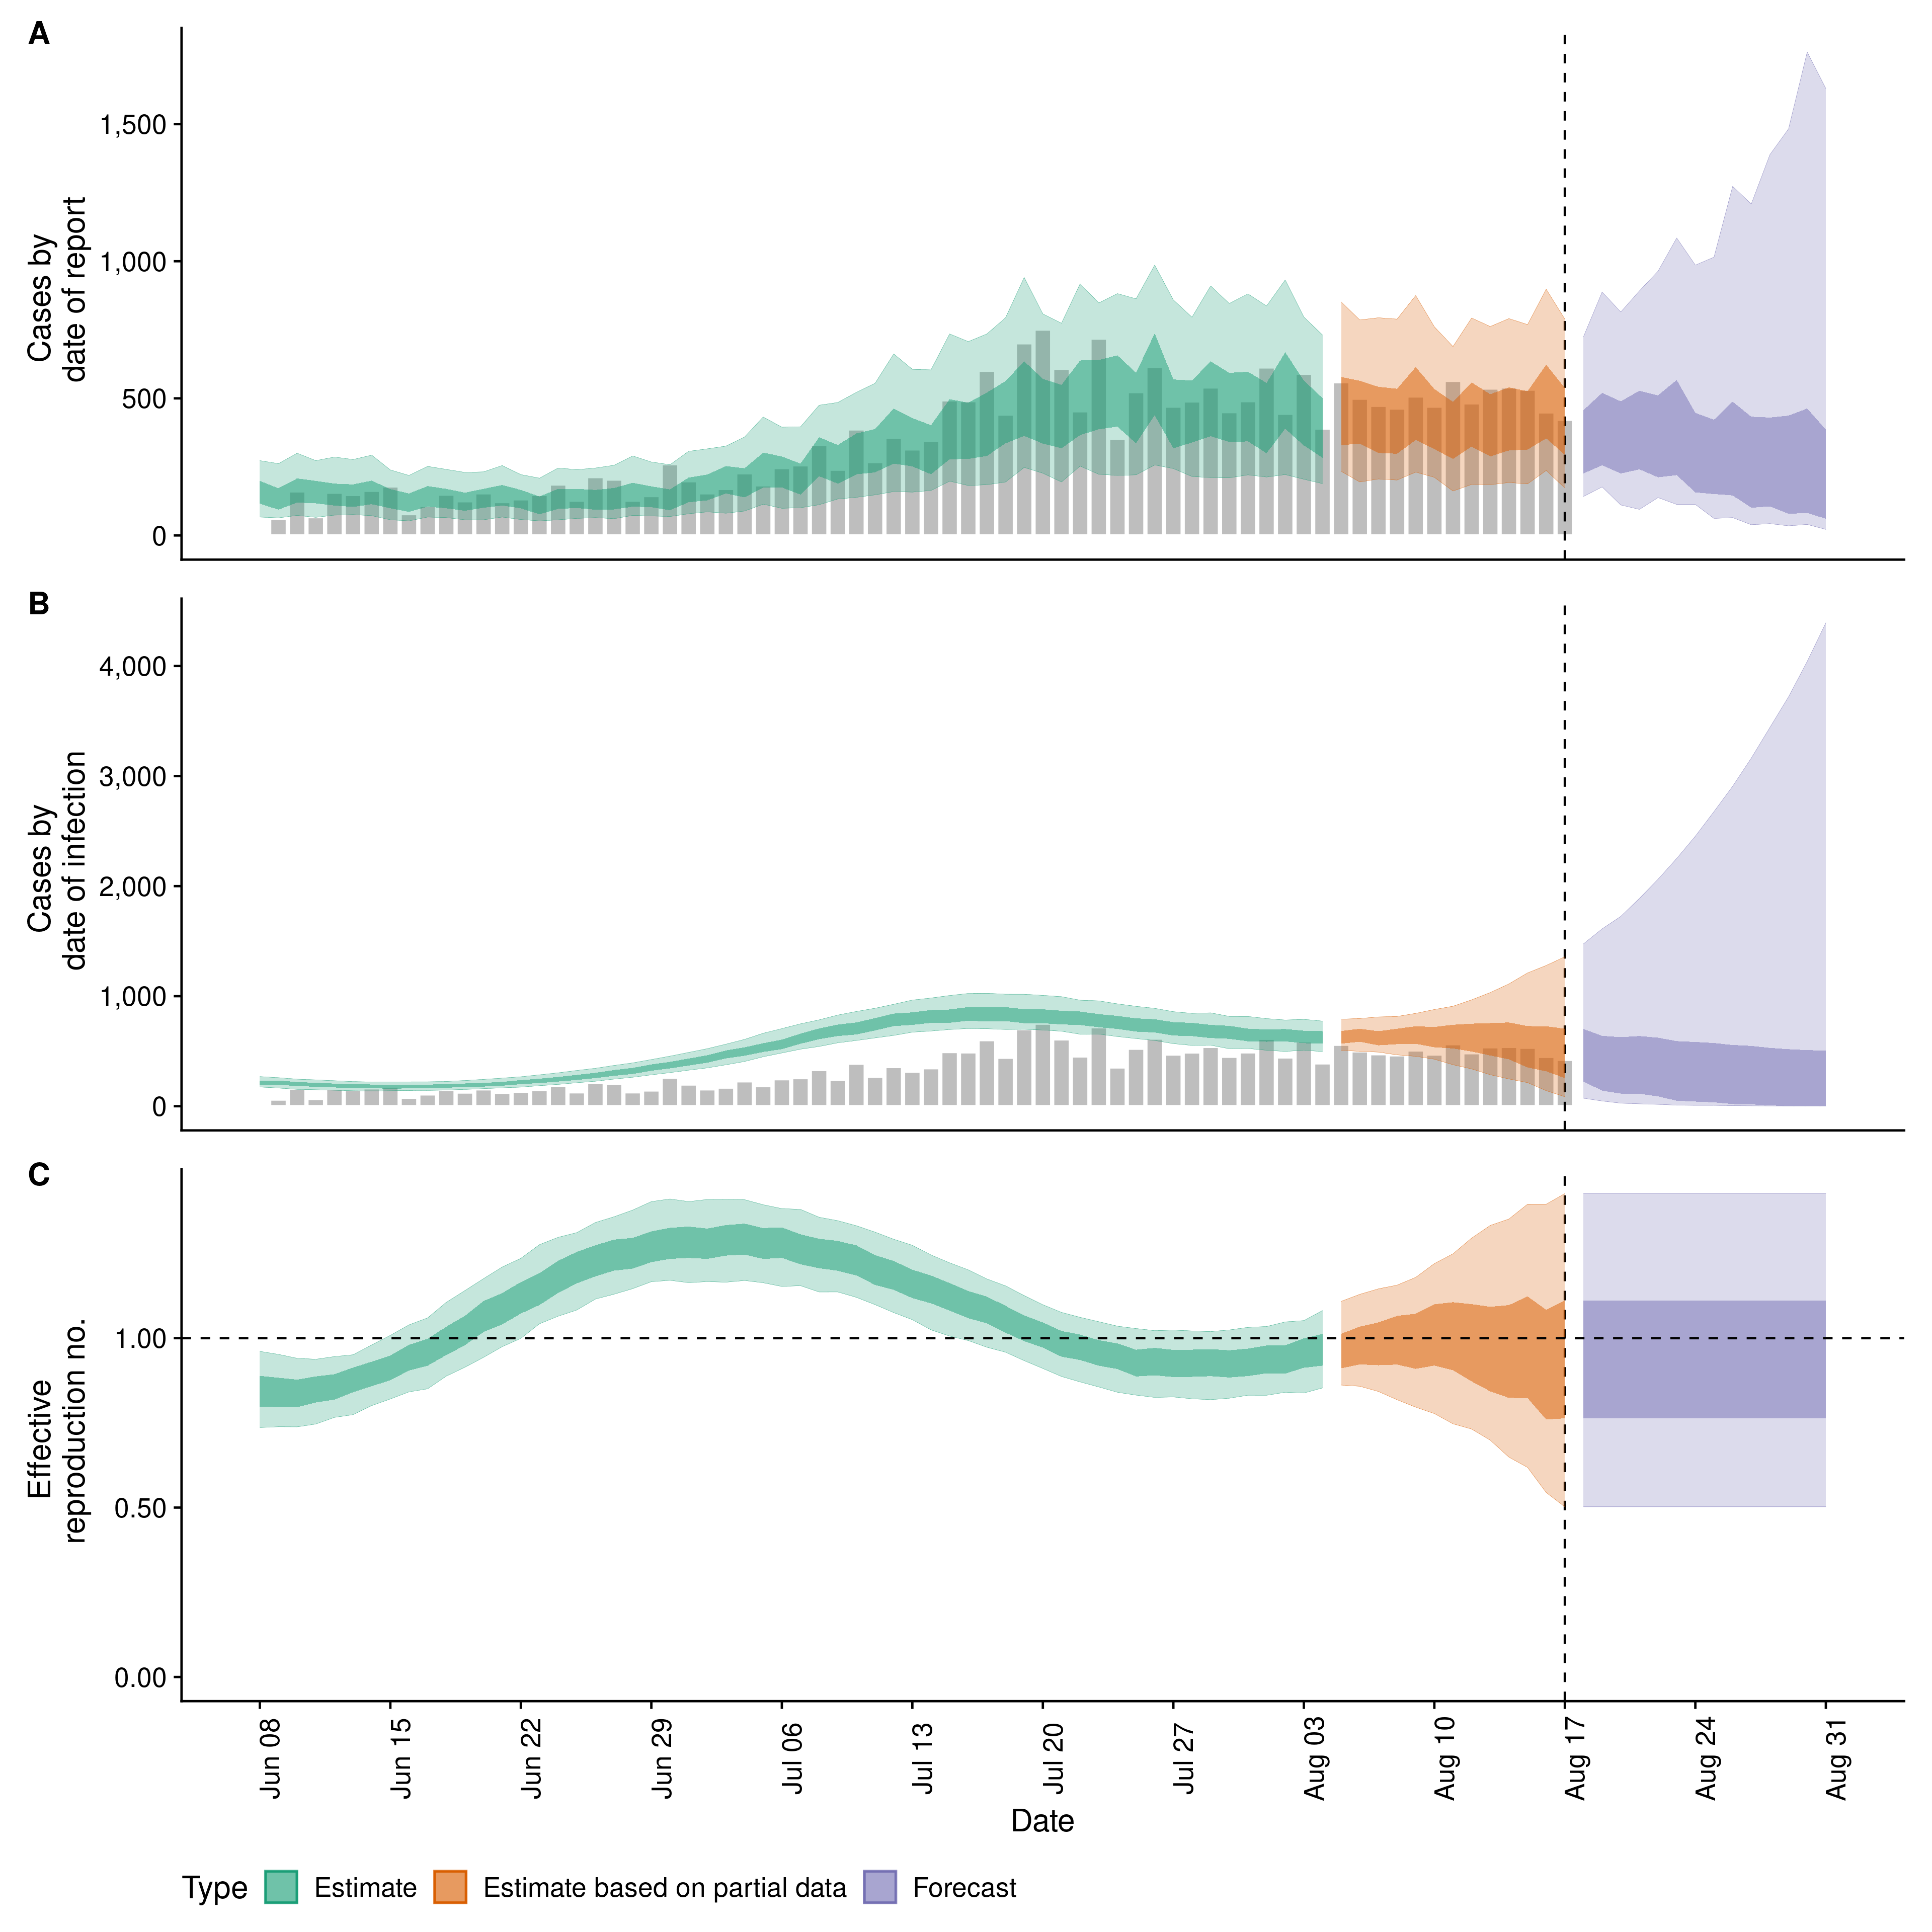 A
Cases by
date of report
1,500
1,000
500
0
B
Cases by
date of infection
4,000
3,000
2,000
1,000
0
C
Effective
reproduction no.
1.00
0.50
0.00
Jun 08
Jun 15
Jun 22
Jun 29
Jul 06
Jul 13
Jul 20
Jul 27
Aug 03
Aug 10
Aug 17
Aug 24
Aug 31
Date
Type Estimate Estimate based on partial data Forecast